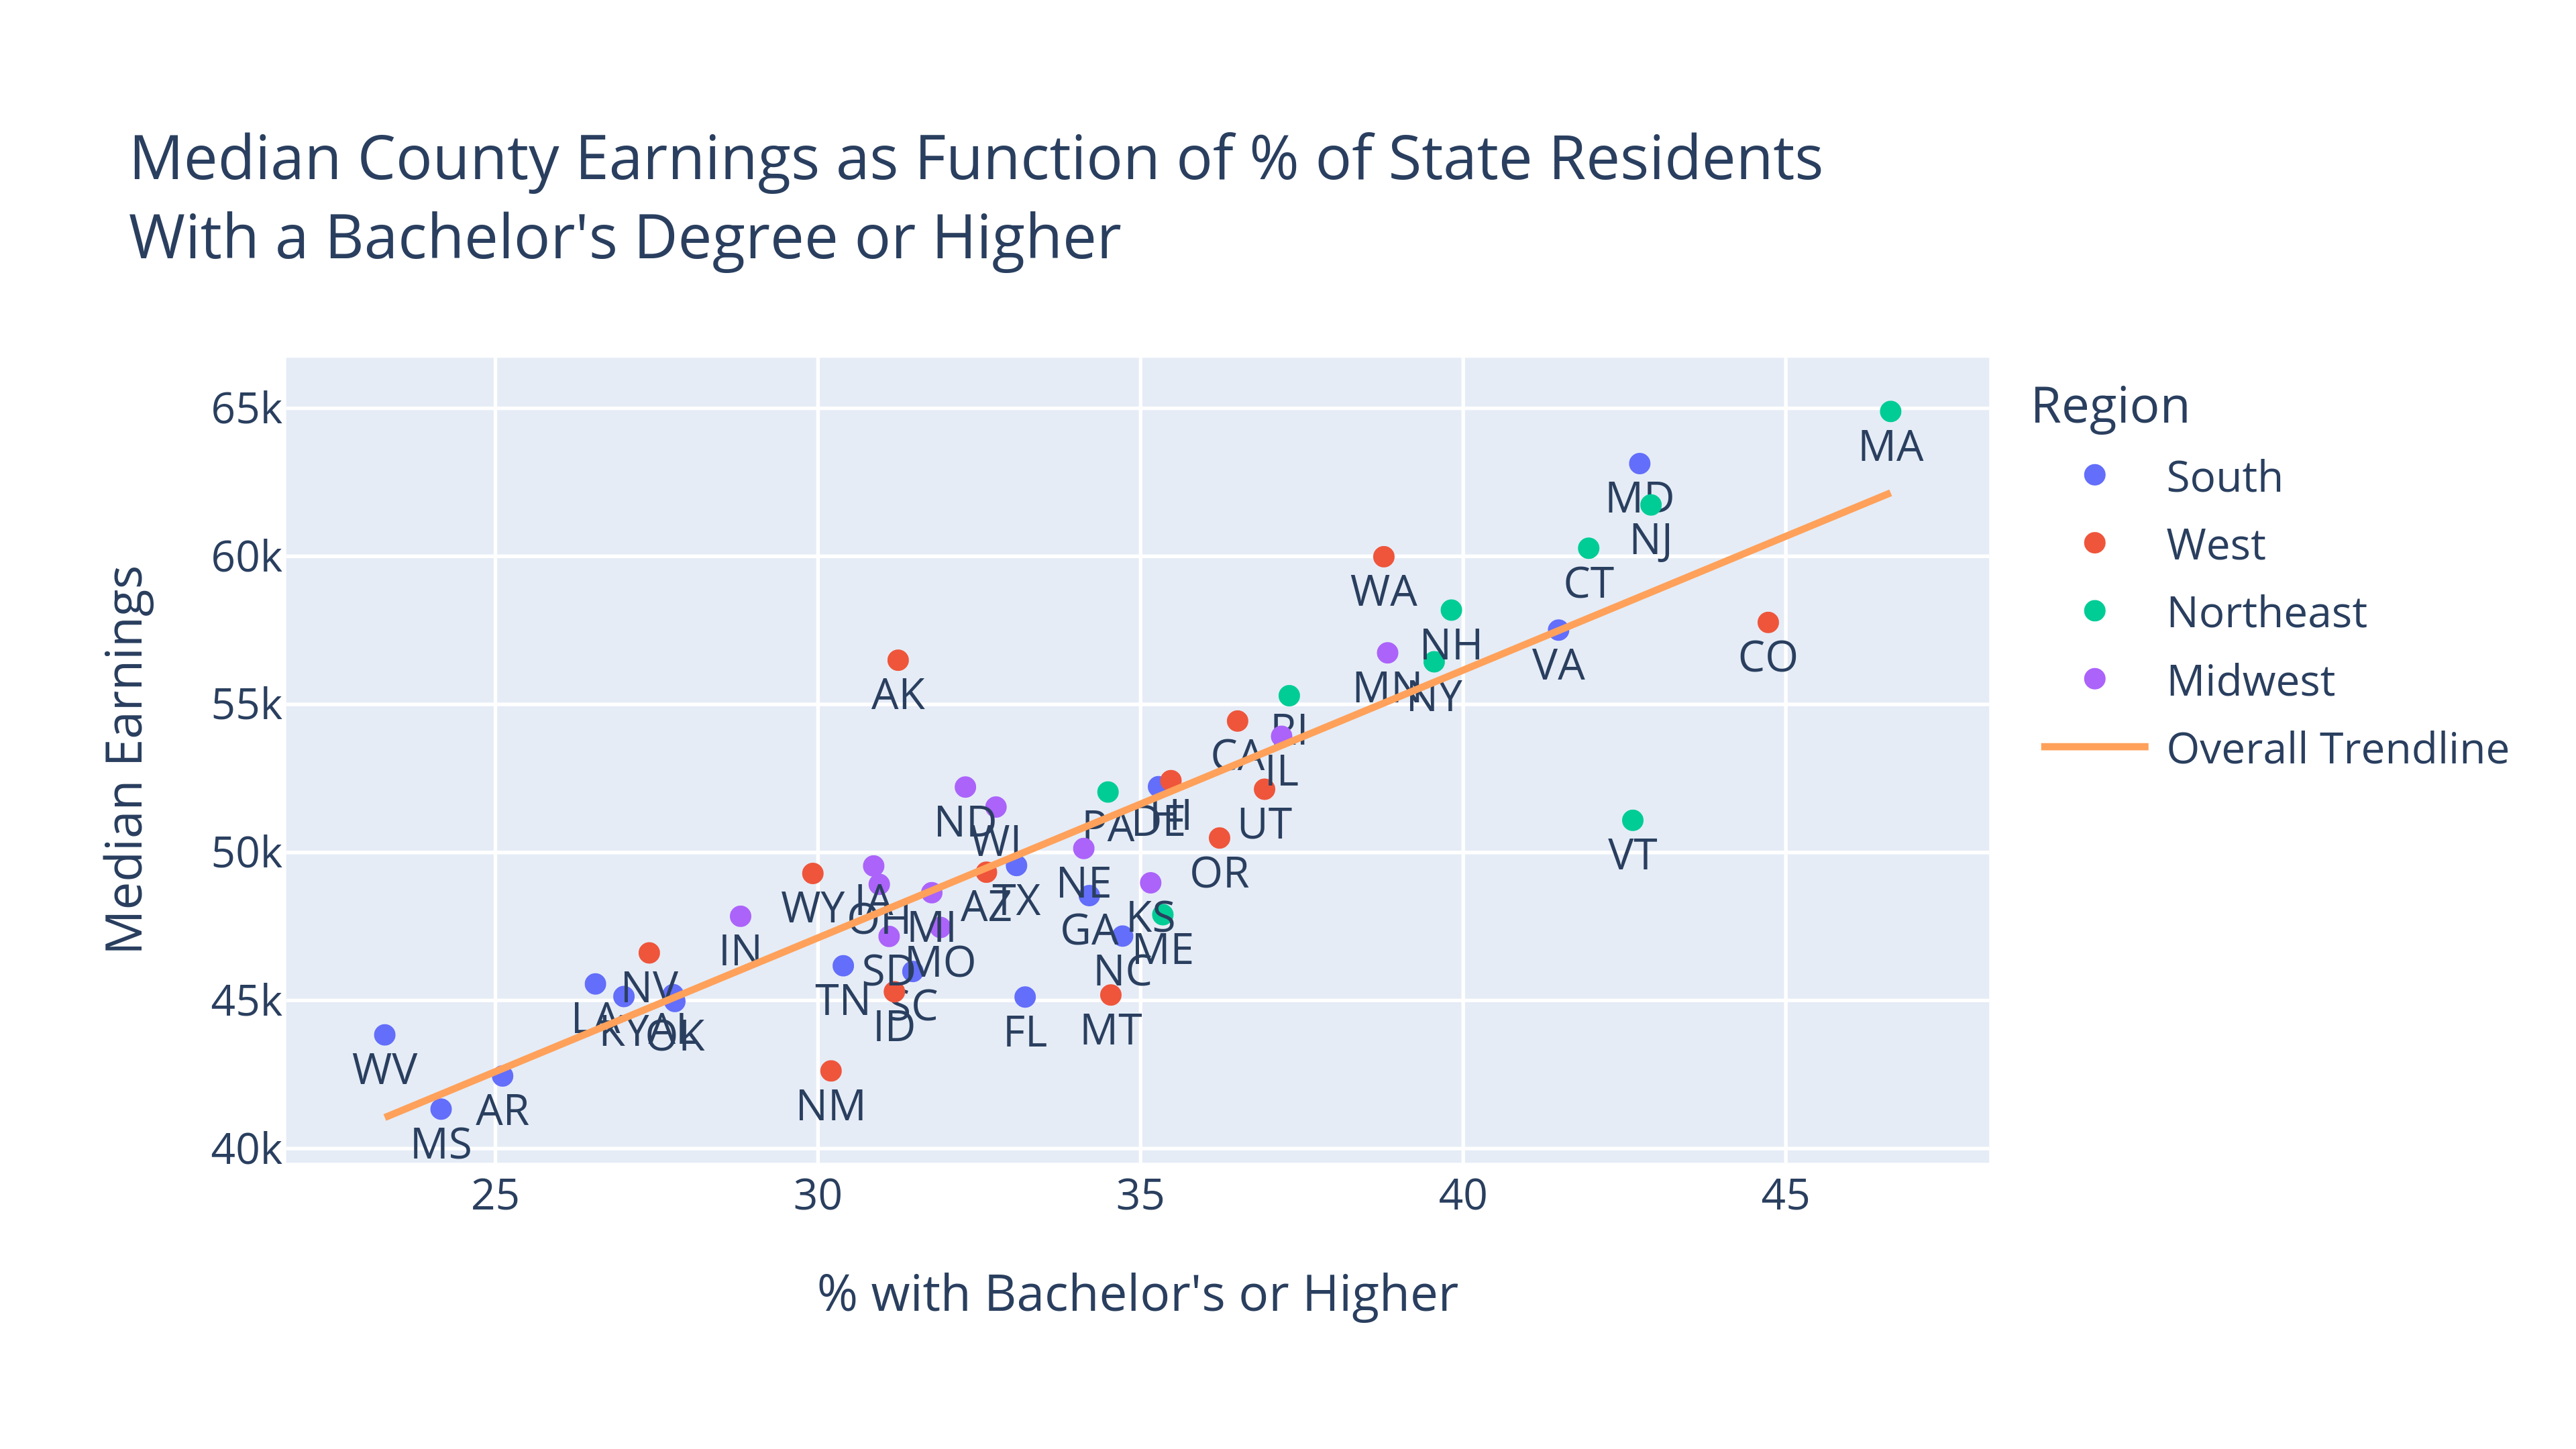 Median County Earnings as Function of % of State Residents
With a Bachelor's Degree or Higher
Region
South
West
Northeast
Midwest
Overall Trendline
Median Earnings
65k
60k
55k
50k
45k
40k
MA
MD
NJ
CT
WA
NH
VA
CO
AK
MN
NY
RI
CA
IL
ND
WI
PA
DE
HI
UT
OR
VT
WY
IA
OH
MI
AZ
TX
NE
GA
KS
ME
NC
IN
SD
MO
NV
TN
SC
ID
LA
KY
AL
OK
FL
MT
WV
AR
MS
NM
25
30
35
40
45
% with Bachelor's or Higher